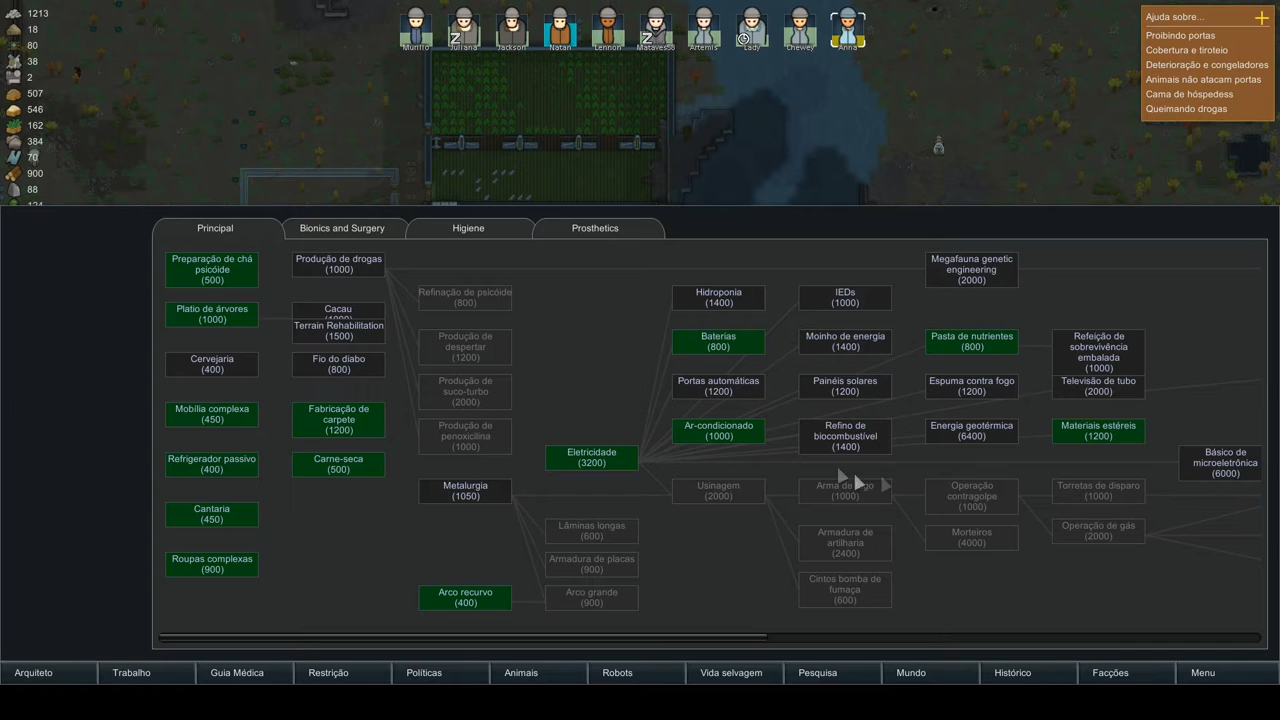 1213
18
80
38
2
507
546
162
384
70
900
88
124
Murillo
Juliana
Jackson
Natan
Lennon
Artemis
Lady
Chewey
Anna
Ajuda sobre...
Proibindo portas
Cobertura e tiroteio
Deterioração e congeladores
Animais não atacam portas
Cama de hóspedess
Queimando drogas
Principal
Bionics and Surgery
Higiene
Prosthetics
Preparação de chá
psicóide
(500)
Platio de árvores
(1000)
Cervejaria
(400)
Mobília complexa
(450)
Refrigerador passivo
(400)
Cantaria
(450)
Roupas complexas
(900)
Produção de drogas
(1000)
Cacau
Terrain Rehabilitation
(1500)
Fio do diabo
(800)
Fabricação de
carpete
(1200)
Carne-seca
(500)
Refinação de psicóide
(800)
Produção de
despertar
(1200)
Produção de
suco-turbo
(2000)
Produção de
penoxicilina
(1000)
Metalurgia
(1050)
Arco recurvo
(400)
Eletricidade
(3200)
Lâminas longas
(600)
Armadura de placas
(900)
Arco grande
(900)
Hidroponia
(1400)
Baterias
(800)
Portas automáticas
(1200)
Ar-condicionado
(1000)
Usinagem
(2000)
IEDs
(1000)
Moinho de energia
(1400)
Painéis solares
(1200)
Refino de
biocombustível
(1400)
Arma de
(1000)
Armadura de
artilharia
(2400)
Cintos bomba de
fumaça
(600)
Megafauna genetic
engineering
(2000)
Pasta de nutrientes
(800)
Espuma contra fogo
(1200)
Energia geotérmica
(6400)
Operação
contragolpe
(1000)
Morteiros
(4000)
Refeição de
sobrevivência
embalada
(1000)
Televisão de tubo
(2000)
Materiais estéreis
(1200)
Torretas de disparo
(1000)
Operação de gás
(2000)
Básico de
microeletrônica
(6000)
Arquiteto
Trabalho
Guia Médica
Restrição
Políticas
Animais
Robots
Vida selvagem
Pesquisa
Mundo
Histórico
Facções
Menu